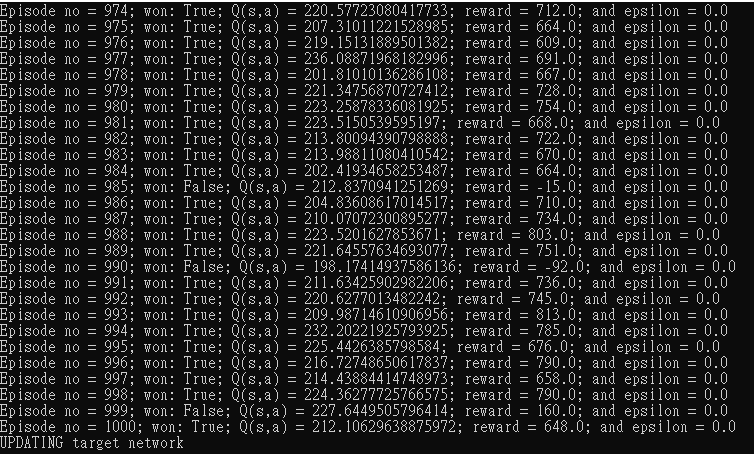 Episode no = 974; won: True; Q(s,a) = 220.57723080417733; reward = 712.0; and epsilon = 0.0
Episode no = 975; won: True; Q(s,a) = 207.31011221528985; reward = 664.0; and epsilon = 0.0
Episode no = 976; won: True; Q(s,a) = 219.15131889501382; reward = 609.0; and epsilon = 0.0
Episode no = 977; won: True; Q(s,a) = 236.08871968182996; reward = 691.0; and epsilon = 0.0
Episode no = 978; won: True; Q(s,a) = 201.81010136286108; reward = 667.0; and epsilon = 0.0
Episode no = 979; won: True; Q(s,a) = 221.34756870727412; reward = 728.0; and epsilon = 0.0
Episode no = 980; won: True; Q(s,a) = 223.25878336081925; reward = 754.0; and epsilon = 0.0
Episode no = 981; won: True; Q(s,a) = 223.5150539595197; reward = 668.0; and epsilon = 0.0
Episode no = 982; won: True; Q(s,a) = 213.80094390798888; reward = 722.0; and epsilon = 0.0
Episode no = 983; won: True; Q(s,a) = 213.98811080410542; reward = 670.0; and epsilon = 0.0
Episode no = 984; won: True; Q(s,a) = 202.41934658253487; reward = 664.0; and epsilon = 0.0
Episode no = 985; won: False; Q(s,a) = 212.8370941251269; reward = -15.0; and epsilon = 0.0
Episode no = 986; won: True; Q(s,a) = 204.83608617014517; reward = 710.0; and epsilon = 0.0
Episode no = 987; won: True; Q(s,a) = 210.07072300895277; reward = 734.0; and epsilon = 0.0
Episode no = 988; won: True; Q(s,a) = 223.5201627853671; reward = 803.0; and epsilon = 0.0
Episode no = 989; won: True; Q(s,a) = 221.64557634693077; reward = 751.0; and epsilon = 0.0
Episode no = 990; won: False; Q(s,a) = 198.17414937586136; reward = -92.0; and epsilon = 0.0
Episode no = 991; won: True; Q(s,a) = 211.63425902982206; reward = 736.0; and epsilon = 0.0
Episode no = 992; won: True; Q(s,a) = 220.6277013482242; reward = 745.0; and epsilon = 0.0
Episode no = 993; won: True; Q(s,a) = 209.98714610906956; reward = 813.0; and epsilon = 0.0
Episode no = 994; won: True; Q(s,a) = 232.20221925793925; reward = 785.0; and epsilon = 0.0
Episode no = 995; won: True; Q(s,a) = 225.4426385798584; reward = 676.0; and epsilon = 0.0
Episode no = 996; won: True; Q(s,a) = 216.72748650617837; reward = 790.0; and epsilon = 0.0
Episode no = 997; won: True; Q(s,a) = 214.43884414748973; reward = 658.0; and epsilon = 0.0
Episode no = 998; won: True; Q(s,a) = 224.36277725766575; reward = 790.0; and epsilon = 0.0
Episode no = 999; won: False; Q(s,a) = 227.6449505796414; reward = 160.0; and epsilon = 0.0
Episode no = 1000; won: True; Q(s,a) = 212.10629638875972; reward = 648.0; and epsilon = 0.0
UPDATING target network